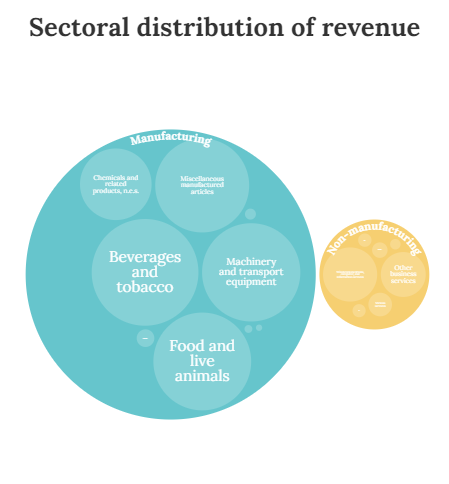 Sectoral distribution of revenue
Manufacturing
Chemicals and
related
products, n.e.s.
Miscellaneous
manufactured
articles
Beverages
and
tobacco
Machinery
and transport
equipment
Food and
live
animals
Non-manufacturing
Other
business
services